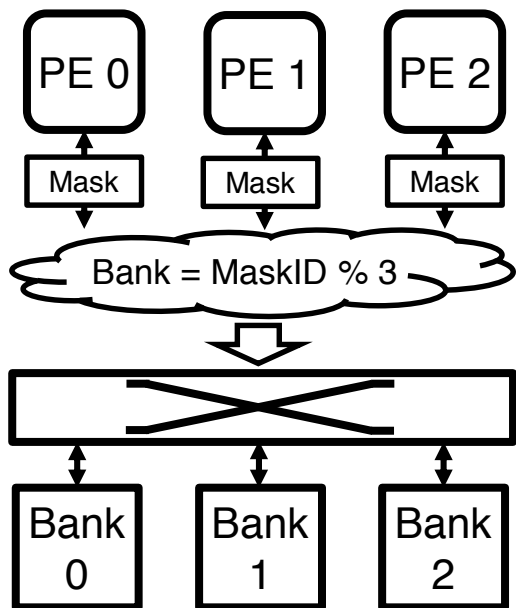 PE 0 PE 1 PE 2
Mask Mask Mask
Bank = MaskID % 3
Bank Bank Bank
0 1 2